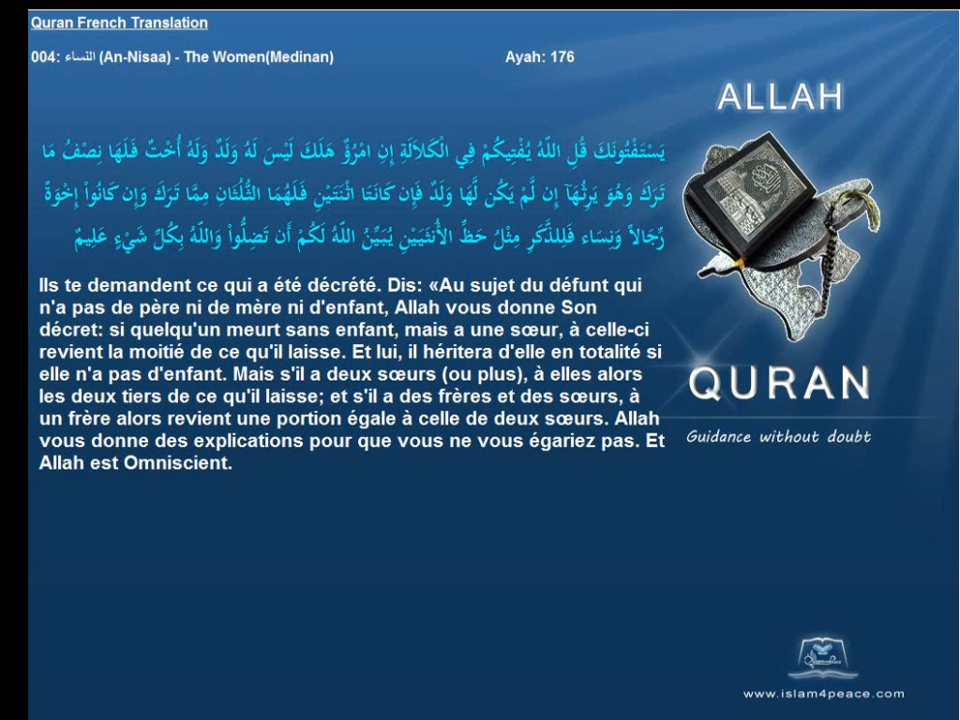 Quran French Translation
004: النساء (An-Nisaa) - The Women(Medinan)
Ayah: 176
ALLAH
يَسْتَفْتُونَكَ قُلِ اللّهُ يُفْتِيكُمْ فِي الْكَلاَلَةِ إِنِ امْرُؤٌ هَلَكَ لَيْسَ لَهُ وَلَدٌ وَلَهُ أُخْتٌ فَلَهَا نِصْفُ مَا
تَرَكَ وَهُوَ يَرِثُهَآ إِن لَّمْ يَكُن لَّهَا وَلَدٌ فَإِن كَانَتَا اثْنَتَيْنِ فَلَهُمَا الثُّلُثَانِ مِمَّا تَرَكَ وَإِن كَانُواْ إِخْوَةً
رِّجَالاً وَنِسَاء فَلِلذَّكَرِ مِثْلُ حَظِّ الأُنثَيَيْنِ يُبَيِّنُ اللّهُ لَكُمْ أَن تَضِلُّواْ وَاللّهُ بِكُلِّ شَيْءٍ عَلِيمٌ
Ils te demandent ce qui a été décrété. Dis: «Au sujet du défunt qui
n'a pas de père ni de mère ni d'enfant, Allah vous donne Son
décret: si quelqu'un meurt sans enfant, mais a une sœur, à celle-ci
revient la moitié de ce qu'il laisse. Et lui, il héritera d'elle en totalité si
elle n'a pas d'enfant. Mais s'il a deux sœurs (ou plus), à elles alors
les deux tiers de ce qu'il laisse; et s'il a des frères et des sœurs, à
un frère alors revient une portion égale à celle de deux sœurs. Allah
vous donne des explications pour que vous ne vous égariez pas. Et
Allah est Omniscient.
QURAN
Guidance without doubt
www.islam4peace.com